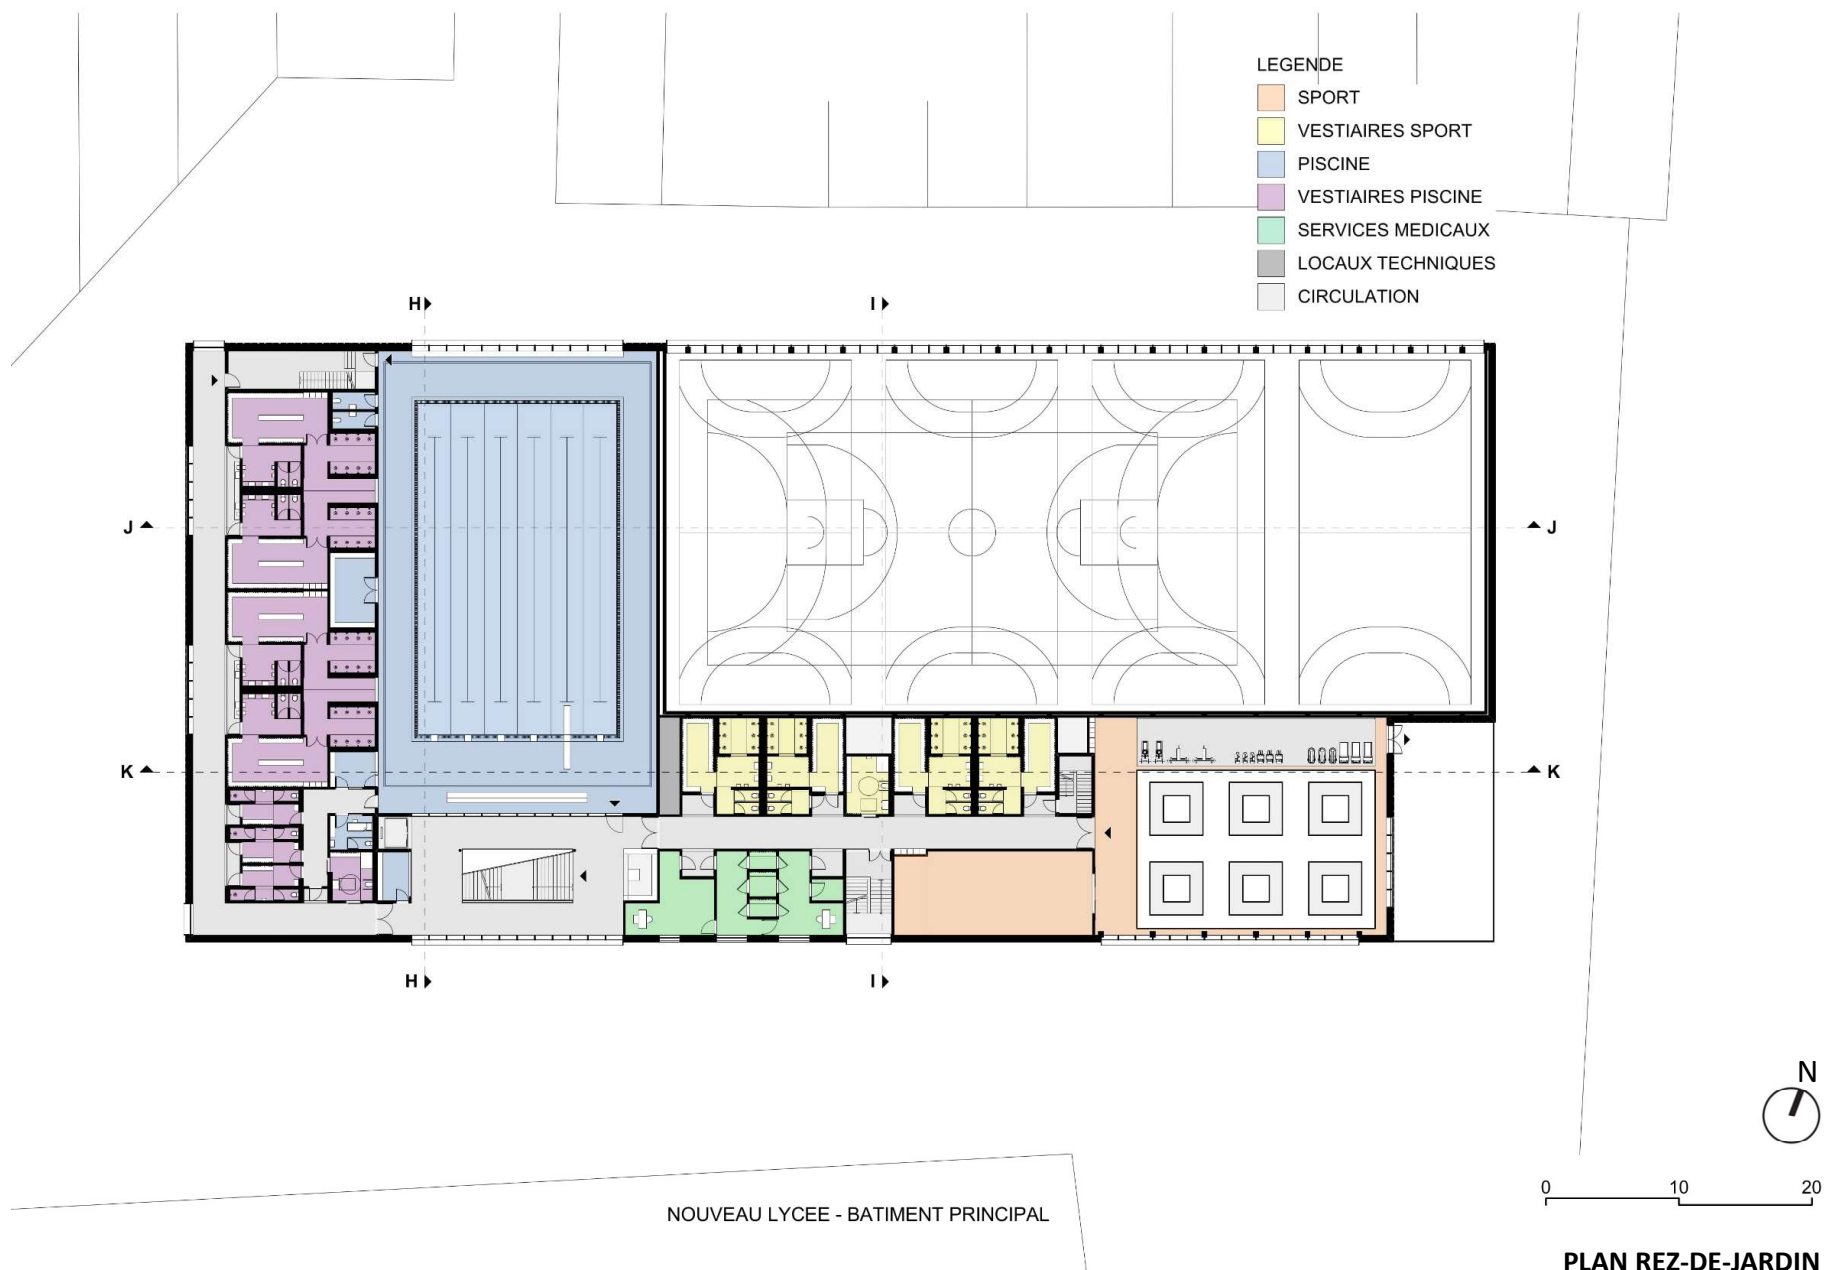 LEGENDE
SPORT
VESTIAIRES SPORT
PISCINE
VESTIAIRES PISCINE
SERVICES MEDICAUX
LOCAUX TECHNIQUES
CIRCULATION
H
I
J
J
K
K
H
I
N
0 10 20
NOUVEAU LYCEE - BATIMENT PRINCIPAL
PLAN REZ-DE-JARDIN